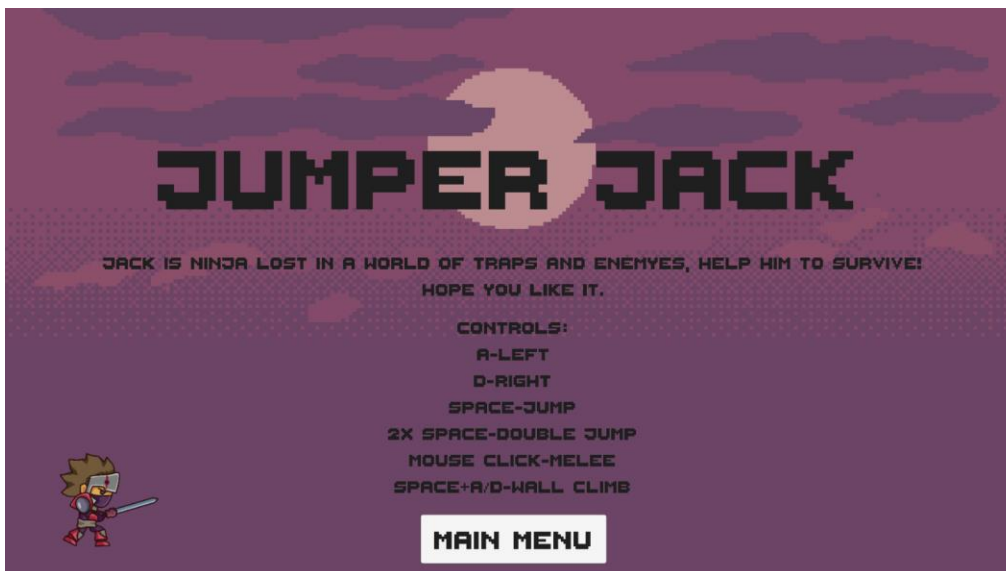 JUMPER JACK
JACK IS NINJA LOST IN A WORLD OF TRAPS AND ENEMYES, HELP HIM TO SURVIVE!
HOPE YOU LIKE IT.
CONTROLS:
A-LEFT
D-RIGHT
SPACE-JUMP
2X SPACE-DOUBLE JUMP
MOUSE CLICK-MELEE
SPACE+A/D-WALL CLIMB
MAIN MENU